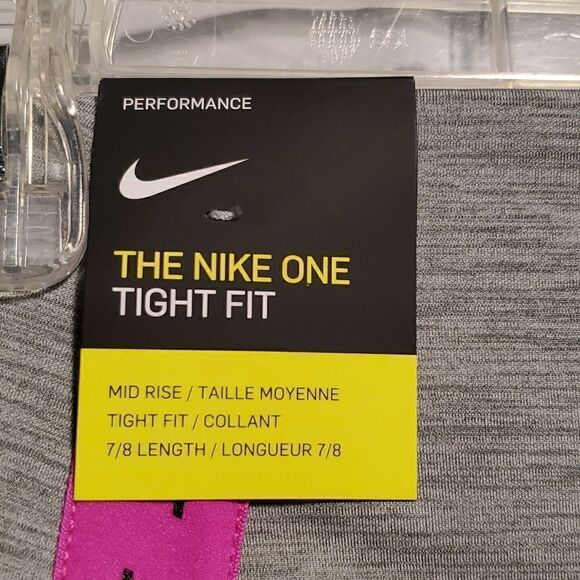 PERFORMANCE
THE NIKE ONE
TIGHT FIT
MID RISE / TAILLE MOYENNE
TIGHT FIT / COLLANT
7/8 LENGTH / LONGUEUR 7/8